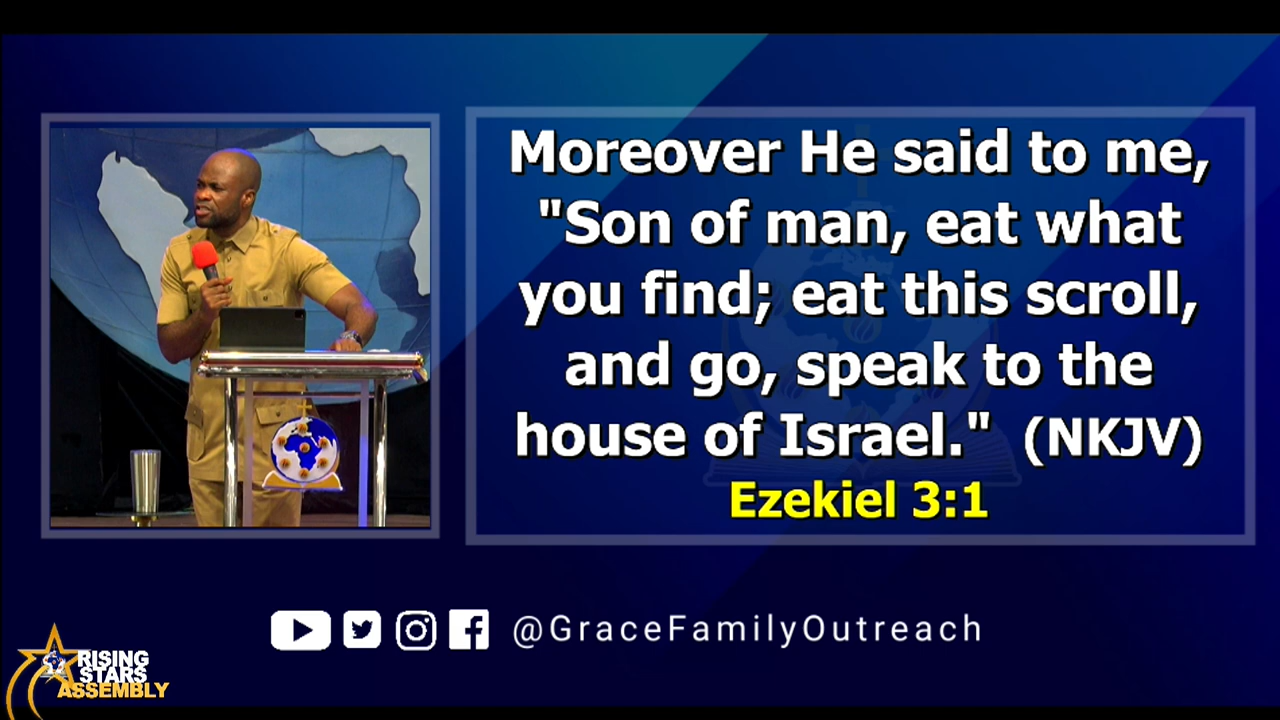 Moreover He said to me,
"Son of man, eat what
you find; eat this scroll,
and go, speak to the
house of Israel." (NKJV)
Ezekiel 3:1
@GraceFamilyOutreach
RISING
STARS
ASSEMBLY